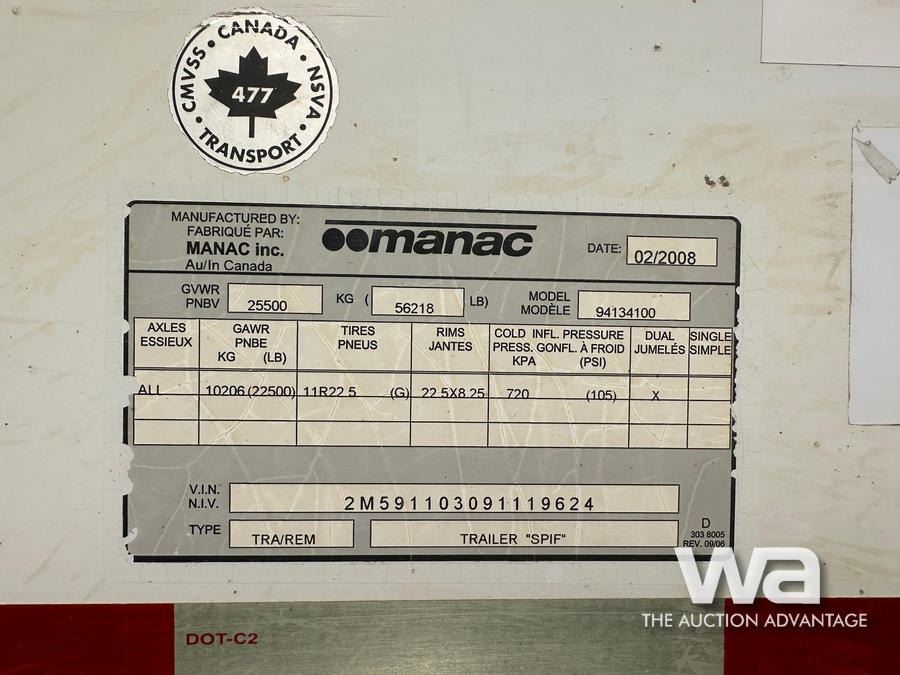 CMVSS • CANADA • NSVA • TRANSPORT •
477
MANUFACTURED BY:
FABRIQUÉ PAR:
MANAC inc.
Au/In Canada
manac
DATE: 02/2008
GVWR
PNBV
25500 KG ( 56218 LB)
MODEL
MODÈLE
94134100
AXLES
ESSIEUX
GAWR
PNBE
KG (LB)
TIRES
PNEUS
RIMS
JANTES
COLD INFL. PRESSURE
PRESS. GONFL. À FROID
KPA (PSI)
DUAL
JUMELÉS
SINGLE
SIMPLE
ALL 10206 (22500) 11R22.5 (G) 22.5X8.25 720 (105) X
V.I.N.
N.I.V.
2M591103091119624
TYPE TRA/REM TRAILER "SPIF"
D
303 8005
REV. 09/06
wa
THE AUCTION ADVANTAGE
DOT-C2